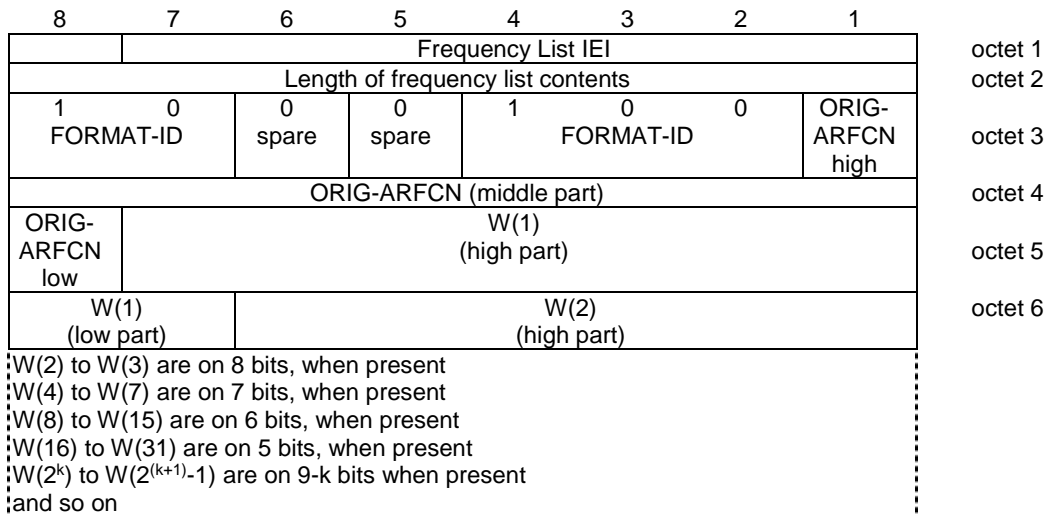 8 7 6 5 4 3 2 1
Frequency List IEI octet 1
Length of frequency list contents octet 2
1 0 0 0 1 0 0 ORIG-
FORMAT-ID spare spare FORMAT-ID ARFCN octet 3
high
ORIG-ARFCN (middle part) octet 4
ORIG- W(1)
ARFCN (high part) octet 5
low
W(1) W(2) octet 6
(low part) (high part)
W(2) to W(3) are on 8 bits, when present
W(4) to W(7) are on 7 bits, when present
W(8) to W(15) are on 6 bits, when present
W(16) to W(31) are on 5 bits, when present
W(2ᵏ) to W(2⁽ᵏ⁺¹⁾-1) are on 9-k bits when present
and so on